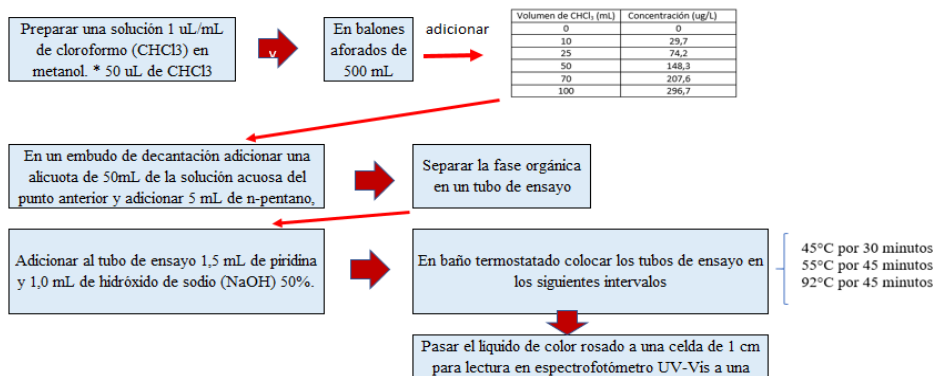 Preparar una solución 1 uL/mL
de cloroformo (CHCl3) en
metanol. * 50 uL de CHCl3
y
En balones
aforados de
500 mL
adicionar
Volumen de CHCl₃ (mL) Concentración (ug/L)
0 0
10 29,7
25 74,2
50 148,3
70 207,6
100 296,7
En un embudo de decantación adicionar una
alicuota de 50mL de la solución acuosa del
punto anterior y adicionar 5 mL de n-pentano,
Separar la fase orgánica
en un tubo de ensayo
Adicionar al tubo de ensayo 1,5 mL de piridina
y 1,0 mL de hidróxido de sodio (NaOH) 50%.
En baño termostatado colocar los tubos de ensayo en
los siguientes intervalos
45°C por 30 minutos
55°C por 45 minutos
92°C por 45 minutos
Pasar el liquido de color rosado a una celda de 1 cm
para lectura en espectrofotómetro UV-Vis a una